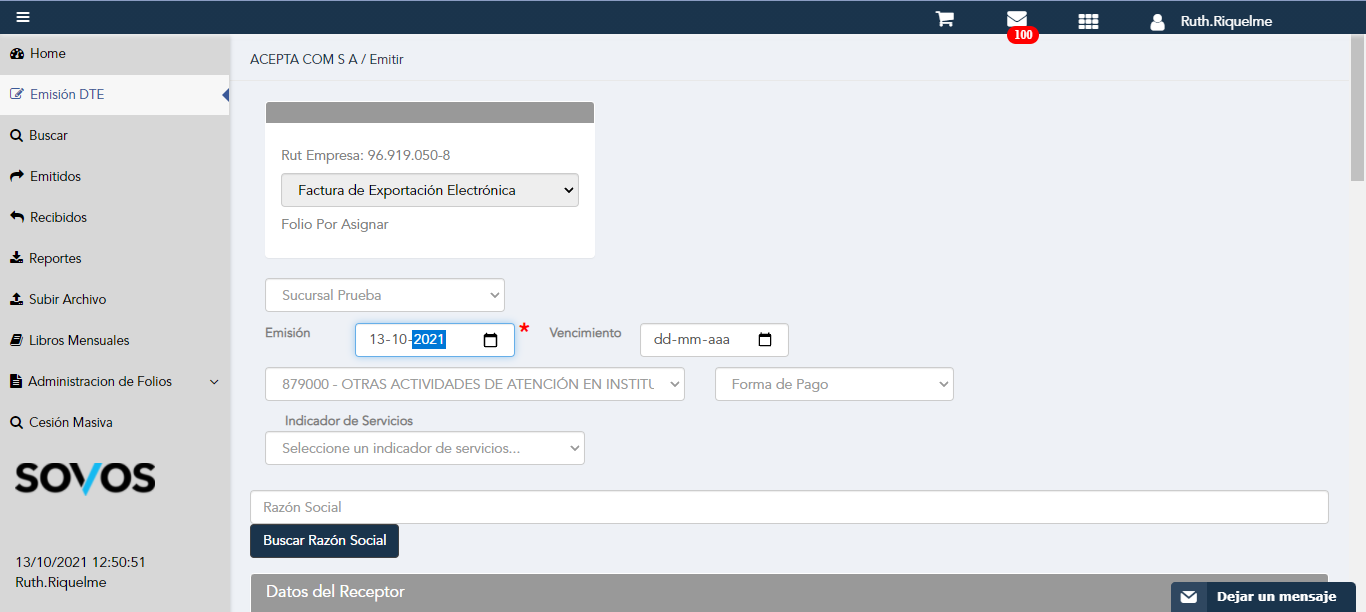 Ruth.Riquelme
100
Home
ACEPTA COM S A / Emitir
Emisión DTE
Buscar
Emitidos
Recibidos
Reportes
Subir Archivo
Libros Mensuales
Administracion de Folios
Cesión Masiva
SOVOS
13/10/2021 12:50:51
Ruth.Riquelme
Rut Empresa: 96.919.050-8
Factura de Exportación Electrónica
Folio Por Asignar
Sucursal Prueba
Emisión 13-10-2021 * Vencimiento dd-mm-aaa
879000 - OTRAS ACTIVIDADES DE ATENCIÓN EN INSTITU Forma de Pago
Indicador de Servicios
Seleccione un indicador de servicios...
Razón Social
Buscar Razón Social
Datos del Receptor
Dejar un mensaje